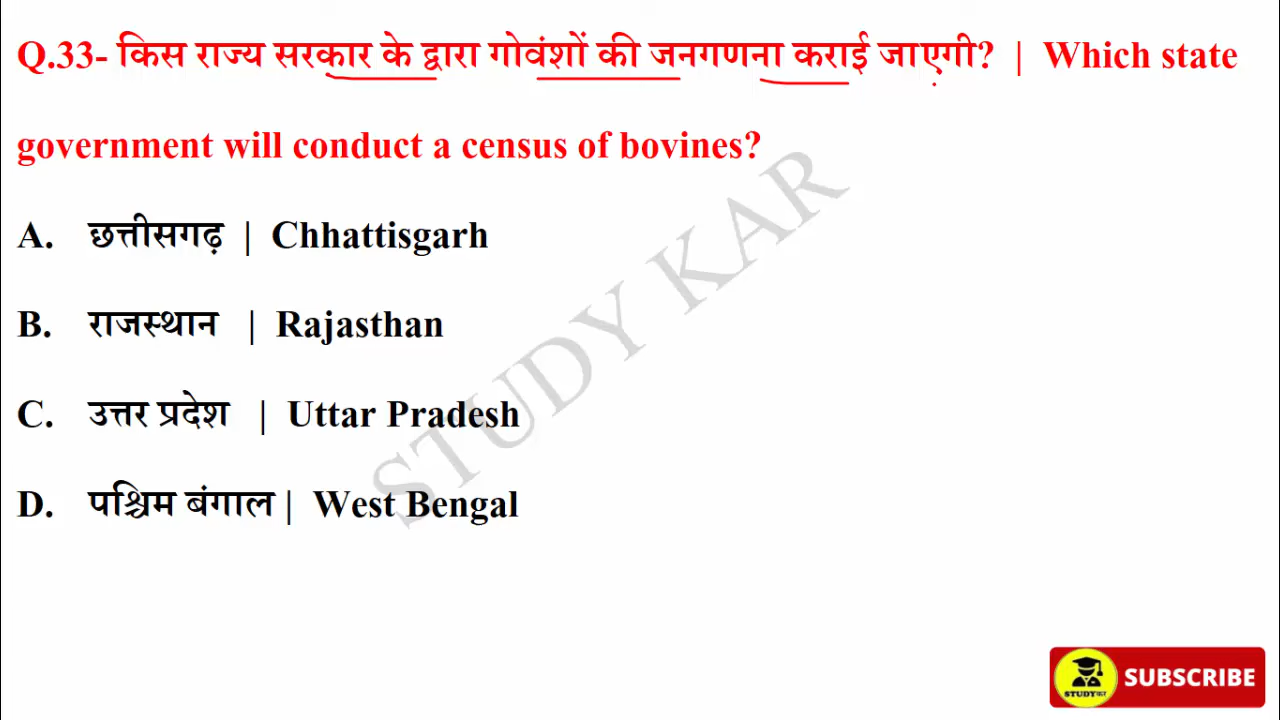 Q.33- किस राज्य सरकार के द्वारा गोवंशों की जनगणना कराई जाएगी? | Which state
government will conduct a census of bovines?
A. छत्तीसगढ़ | Chhattisgarh
B. राजस्थान | Rajasthan
C. उत्तर प्रदेश | Uttar Pradesh
D. पश्चिम बंगाल | West Bengal
STUDY KAR
SUBSCRIBE
STUDYकर